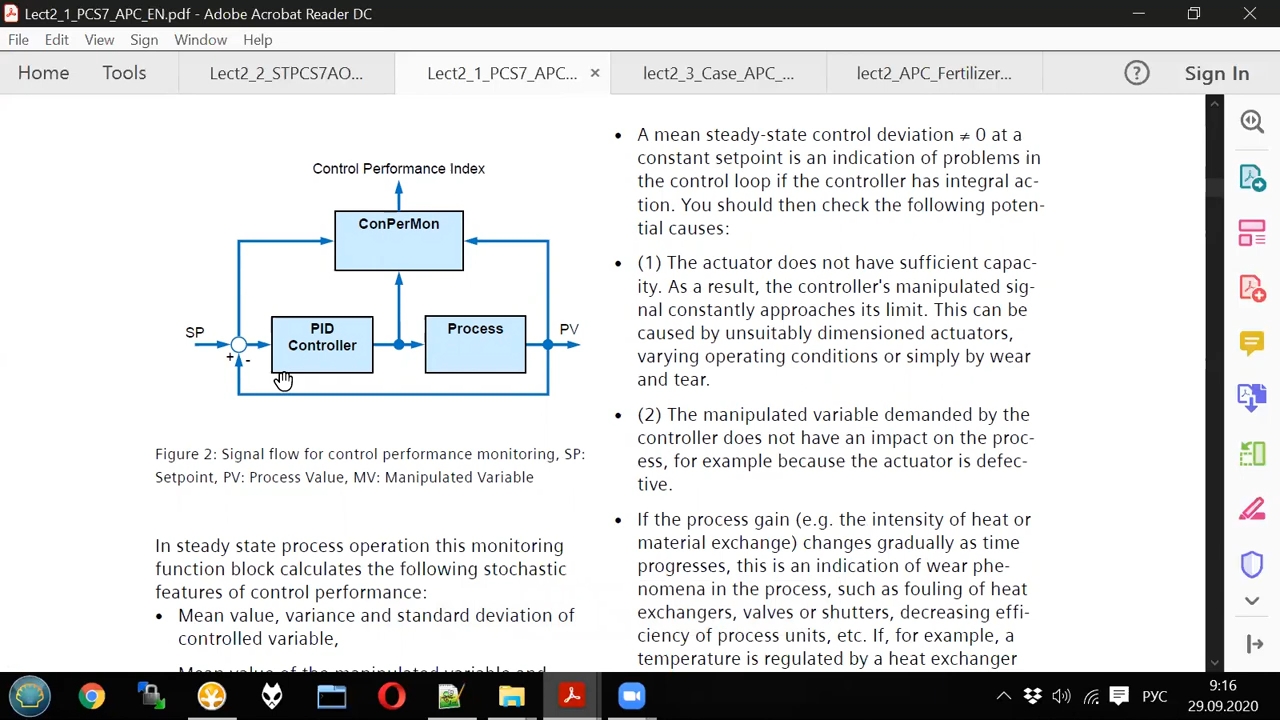 Lect2_1_PCS7_APC_EN.pdf - Adobe Acrobat Reader DC
File Edit View Sign Window Help
Home Tools Lect2_2_STPCS7AO... Lect2_1_PCS7_APC... × lect2_3_Case_APC_... lect2_APC_Fertilizer... ? Sign In
Control Performance Index
ConPerMon
SP
+
-
PID
Controller
Process
PV
Figure 2: Signal flow for control performance monitoring, SP:
Setpoint, PV: Process Value, MV: Manipulated Variable
In steady state process operation this monitoring
function block calculates the following stochastic
features of control performance:
• Mean value, variance and standard deviation of
controlled variable,
Mean value of the manipulated variable and
• A mean steady-state control deviation ≠ 0 at a
constant setpoint is an indication of problems in
the control loop if the controller has integral ac-
tion. You should then check the following poten-
tial causes:
• (1) The actuator does not have sufficient capac-
ity. As a result, the controller's manipulated sig-
nal constantly approaches its limit. This can be
caused by unsuitably dimensioned actuators,
varying operating conditions or simply by wear
and tear.
• (2) The manipulated variable demanded by the
controller does not have an impact on the proc-
ess, for example because the actuator is defec-
tive.
• If the process gain (e.g. the intensity of heat or
material exchange) changes gradually as time
progresses, this is an indication of wear phe-
nomena in the process, such as fouling of heat
exchangers, valves or shutters, decreasing effi-
ciency of process units, etc. If, for example, a
temperature is regulated by a heat exchanger
РУС
9:16
29.09.2020